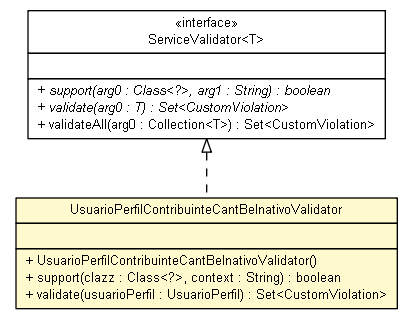 «interface»
ServiceValidator<T>
+ support(arg0 : Class<?>, arg1 : String) : boolean
+ validate(arg0 : T) : Set<CustomViolation>
+ validateAll(arg0 : Collection<T>) : Set<CustomViolation>
UsuarioPerfilContribuinteCantBeInativoValidator
+ UsuarioPerfilContribuinteCantBeInativoValidator()
+ support(clazz : Class<?>, context : String) : boolean
+ validate(usuarioPerfil : UsuarioPerfil) : Set<CustomViolation>